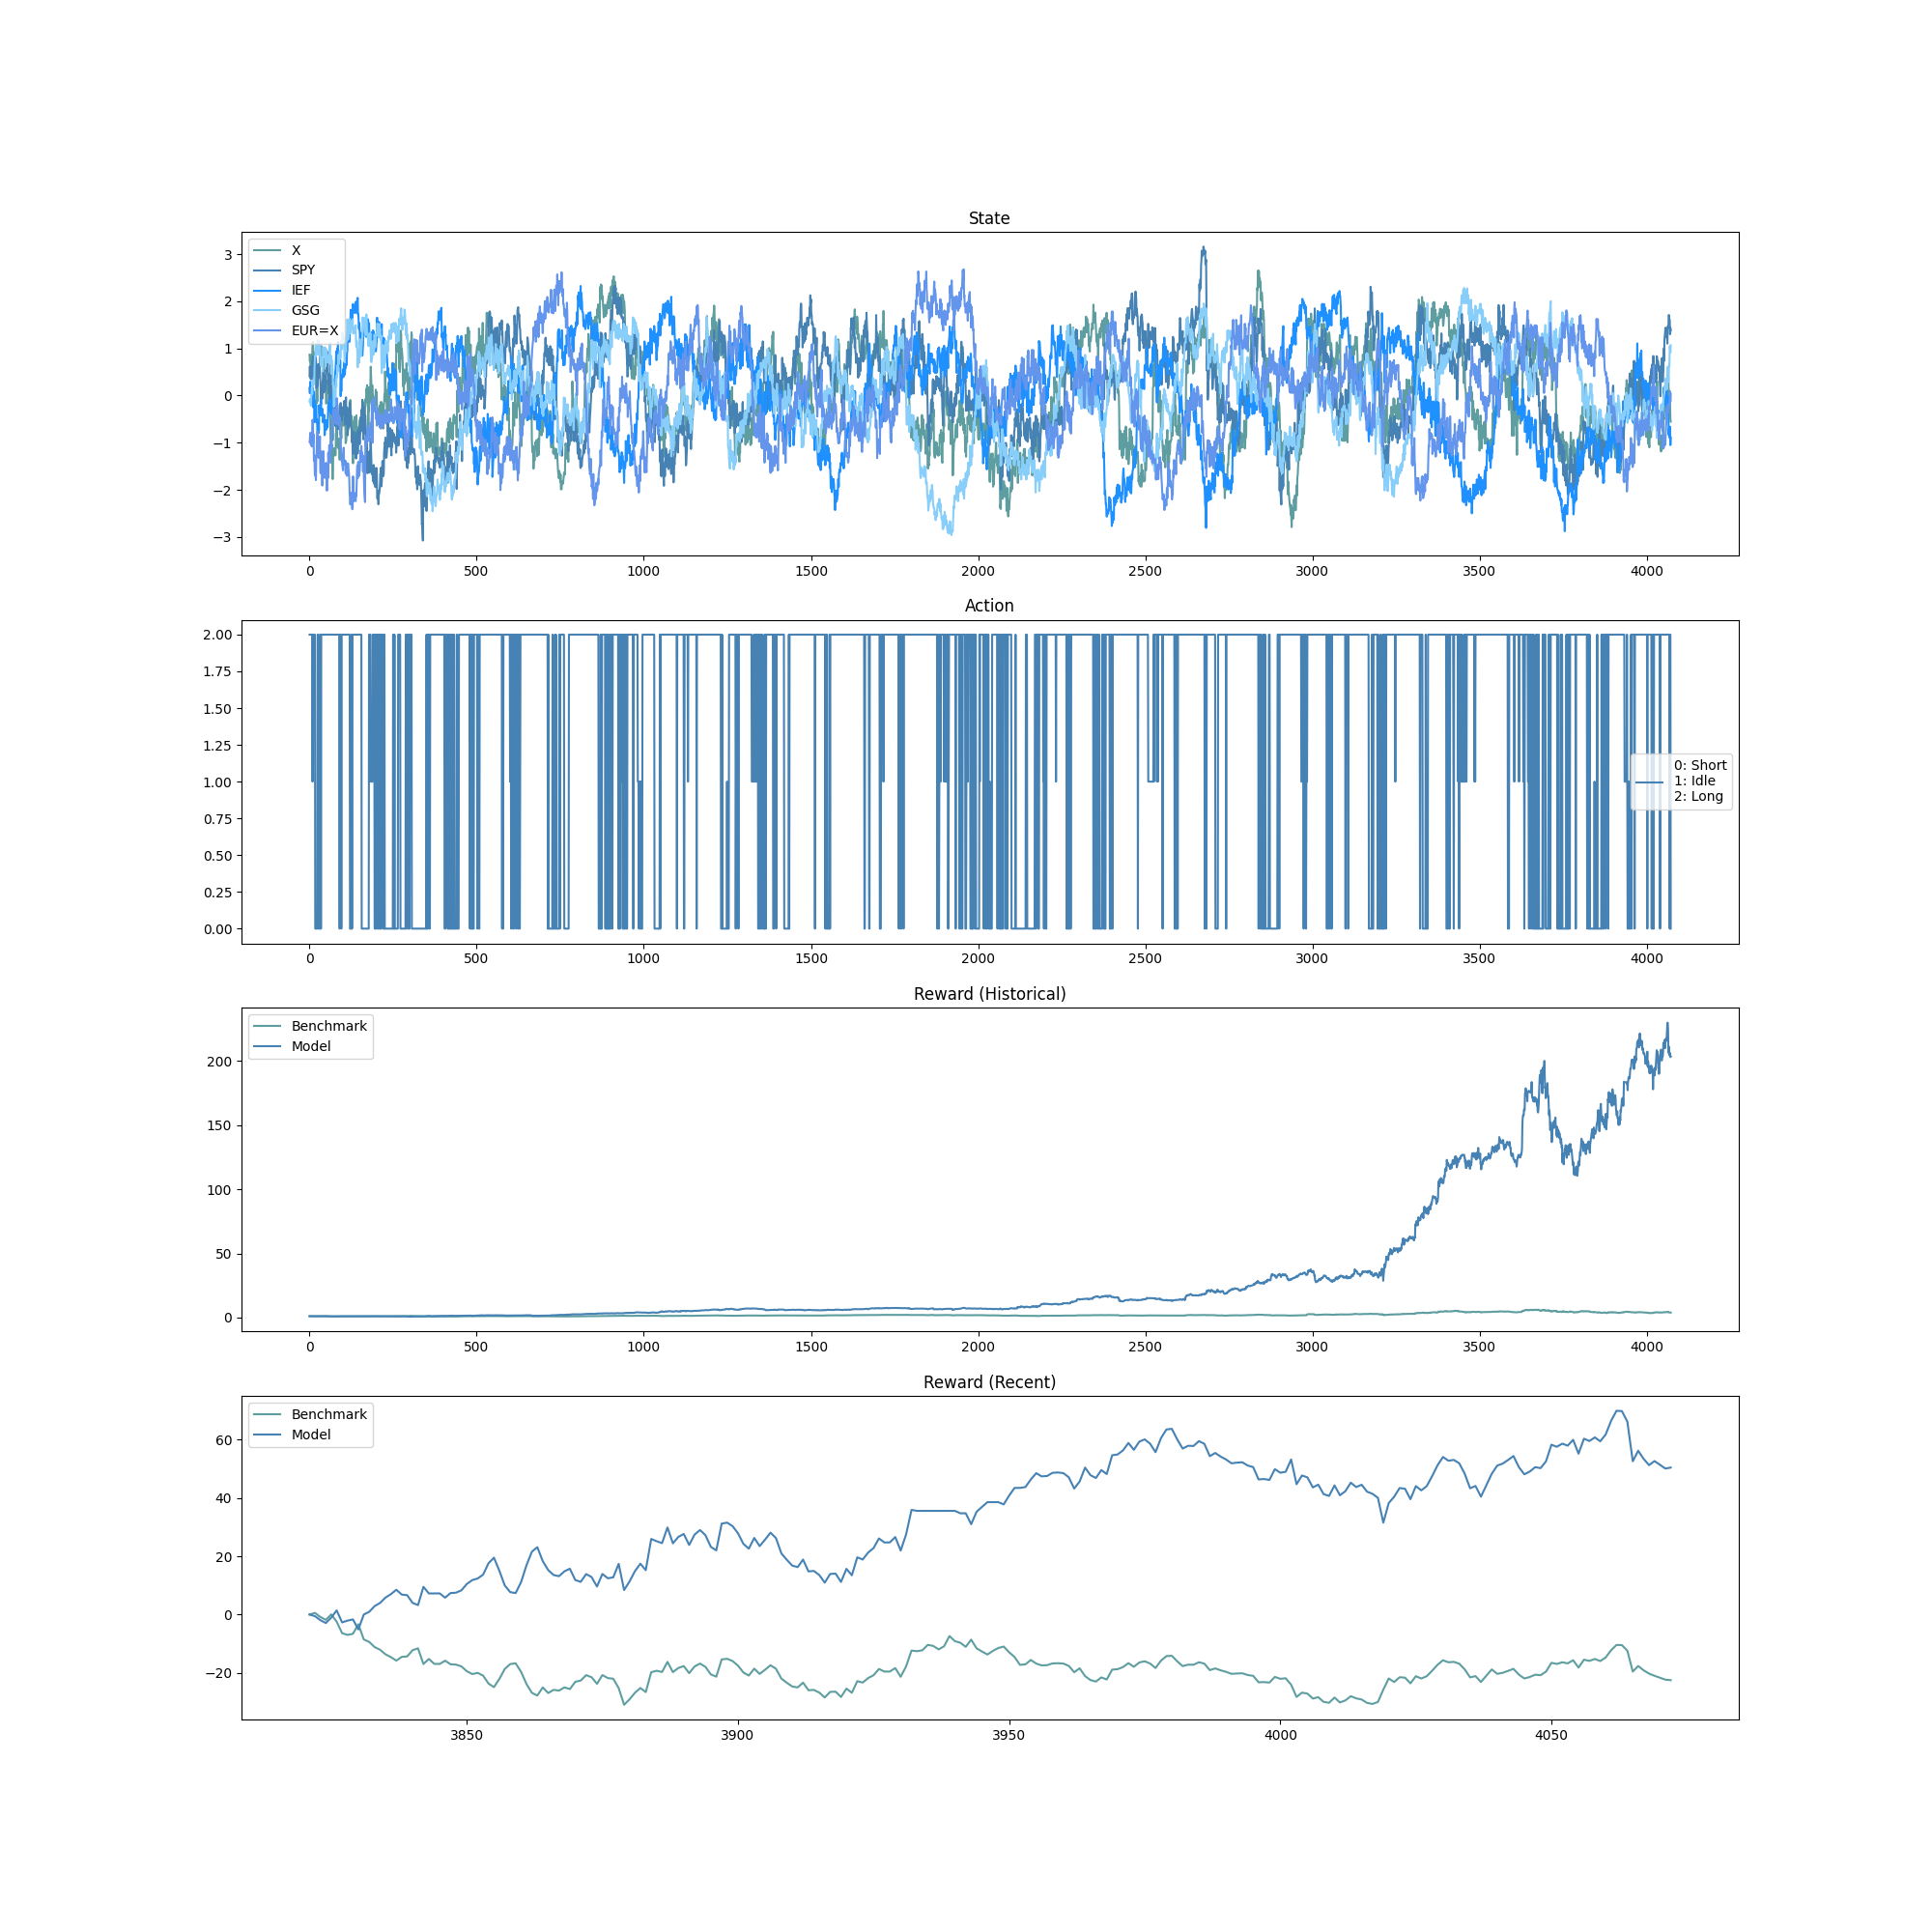 State
X
SPY
IEF
GSG
EUR=X
3
2
1
0
−1
−2
−3
0 500 1000 1500 2000 2500 3000 3500 4000
Action
2.00
1.75
1.50
1.25
1.00
0.75
0.50
0.25
0.00
0: Short
1: Idle
2: Long
0 500 1000 1500 2000 2500 3000 3500 4000
Reward (Historical)
Benchmark
Model
200
150
100
50
0
0 500 1000 1500 2000 2500 3000 3500 4000
Reward (Recent)
Benchmark
Model
60
40
20
0
−20
3850 3900 3950 4000 4050